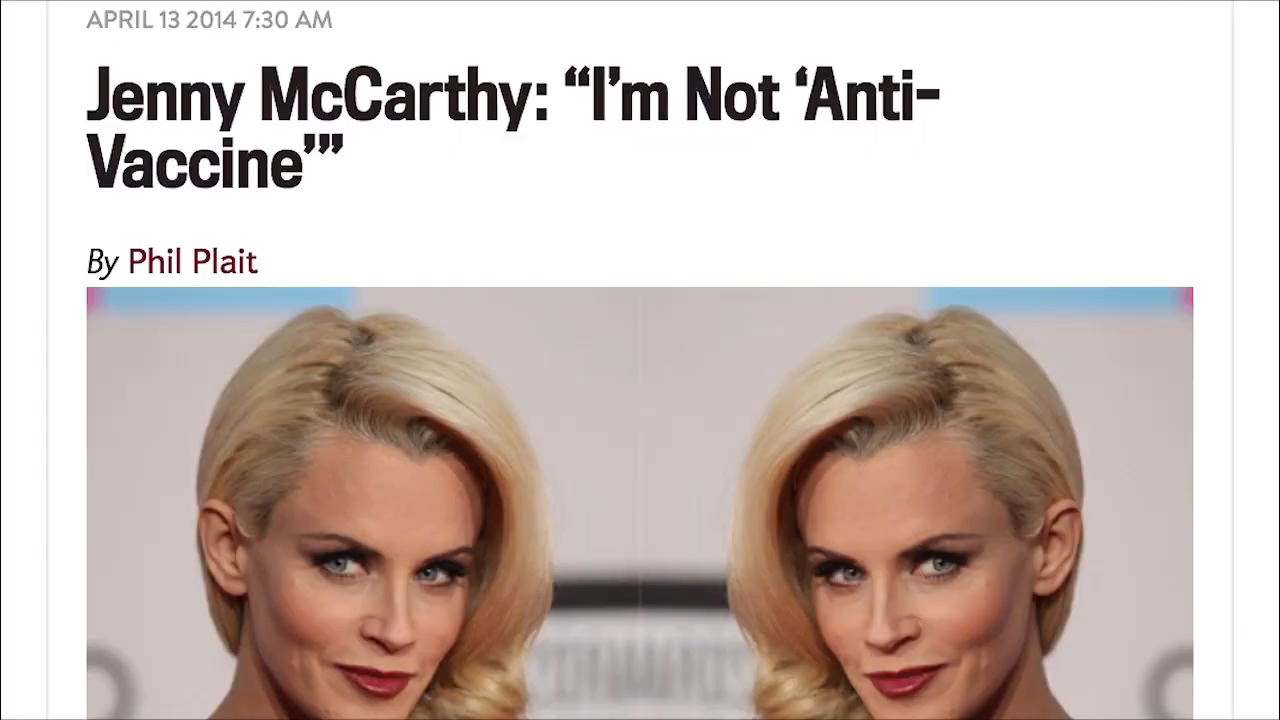 APRIL 13 2014 7:30 AM
Jenny McCarthy: “I’m Not ‘Anti-
Vaccine’”
By Phil Plait